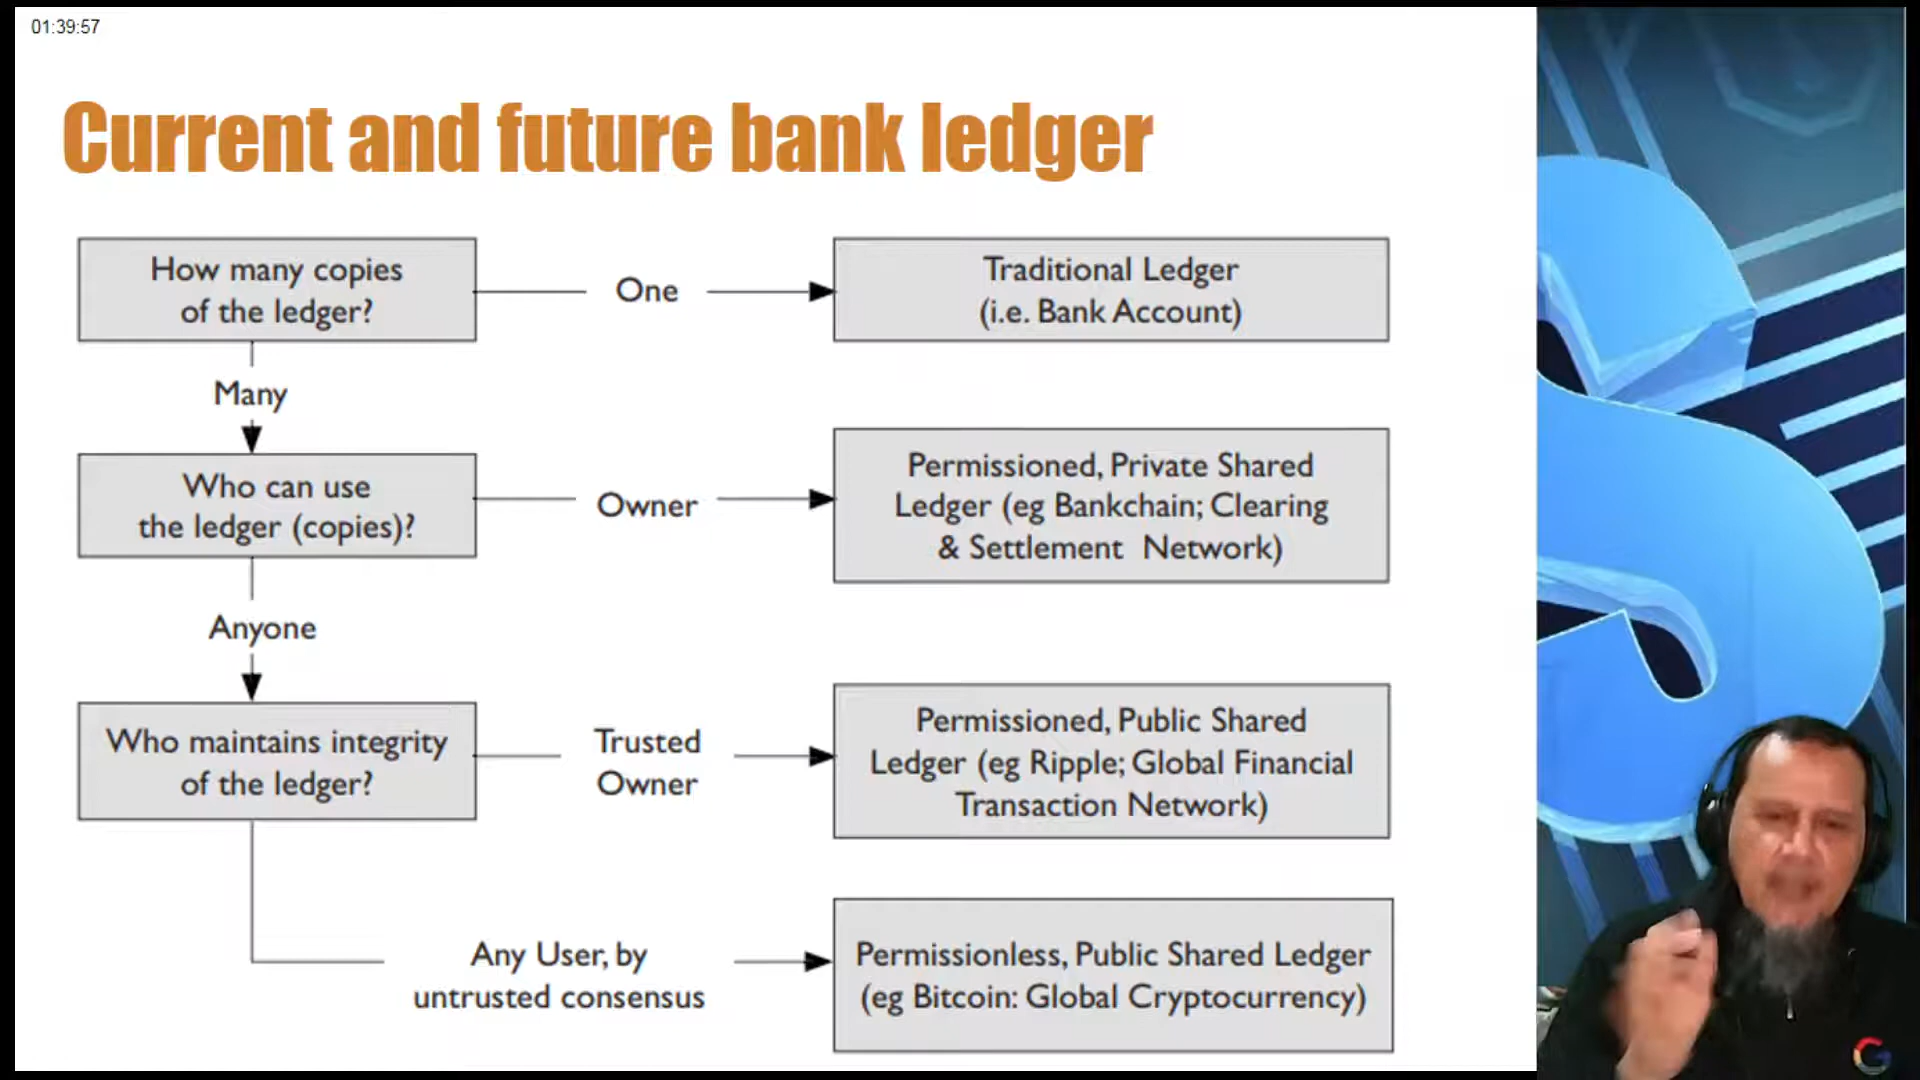 01:39:57
Current and future bank ledger
How many copies
of the ledger?
One
Traditional Ledger
(i.e. Bank Account)
Many
Who can use
the ledger (copies)?
Owner
Permissioned, Private Shared
Ledger (eg Bankchain; Clearing
& Settlement Network)
Anyone
Who maintains integrity
of the ledger?
Trusted
Owner
Permissioned, Public Shared
Ledger (eg Ripple; Global Financial
Transaction Network)
Any User, by
untrusted consensus
Permissionless, Public Shared Ledger
(eg Bitcoin: Global Cryptocurrency)